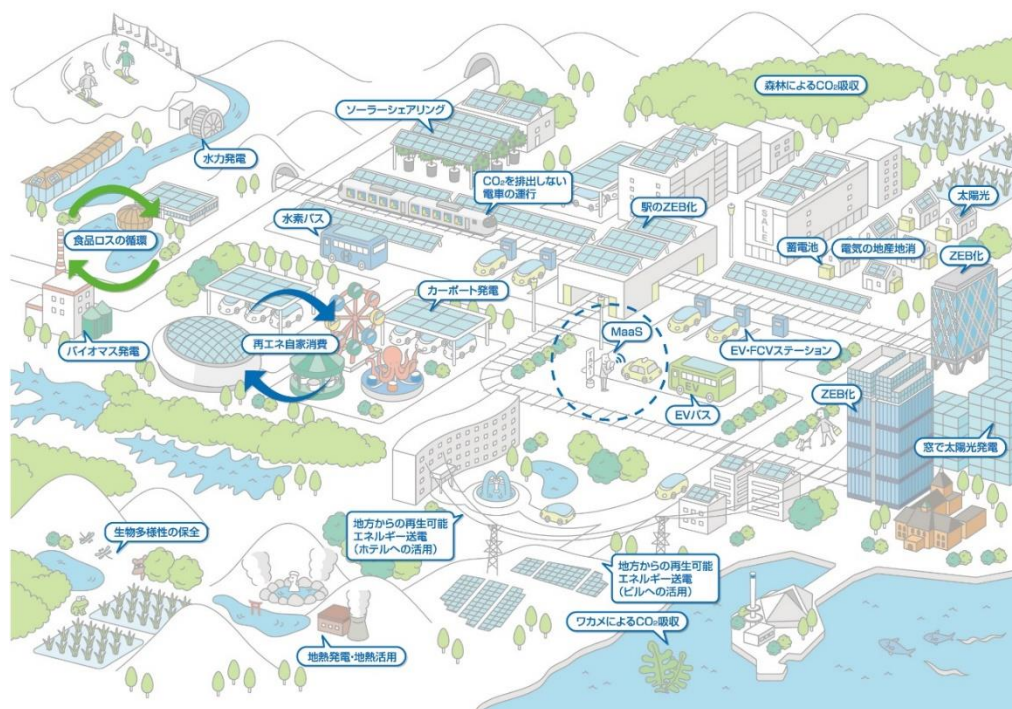 森林によるCO₂吸収
ソーラーシェアリング
水力発電
CO₂を排出しない
電車の運行
太陽光
駅のZEB化
水素バス
食品ロスの循環
蓄電池
電気の地産地消
ZEB化
SALE
カーポート発電
MaaS
再エネ自家消費
バイオマス発電
EV・FCVステーション
EV
EVバス
ZEB化
窓で太陽光発電
地方からの再生可能
エネルギー送電
(ホテルへの活用)
生物多様性の保全
地方からの再生可能
エネルギー送電
(ビルへの活用)
ワカメによるCO₂吸収
地熱発電・地熱活用